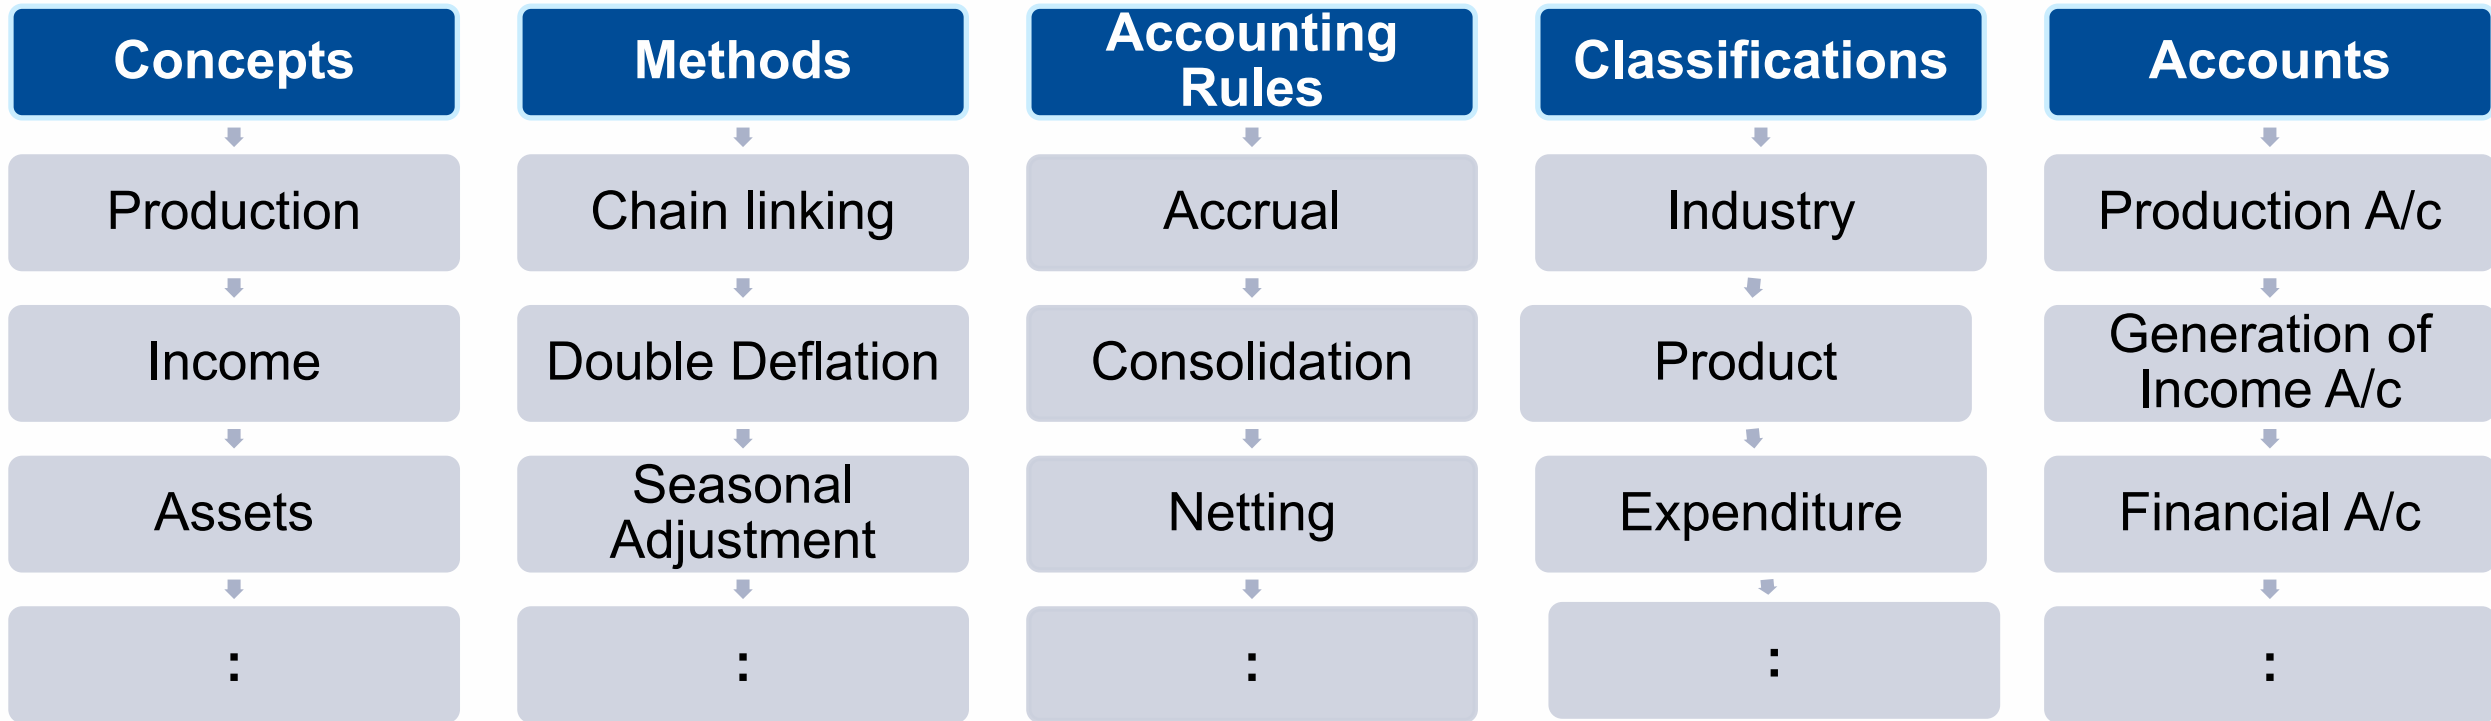 Concepts
Production
Income
Assets
:
Methods
Chain linking
Double Deflation
Seasonal
Adjustment
:
Accounting
Rules
Accrual
Consolidation
Netting
:
Classifications
Industry
Product
Expenditure
:
Accounts
Production A/c
Generation of
Income A/c
Financial A/c
: